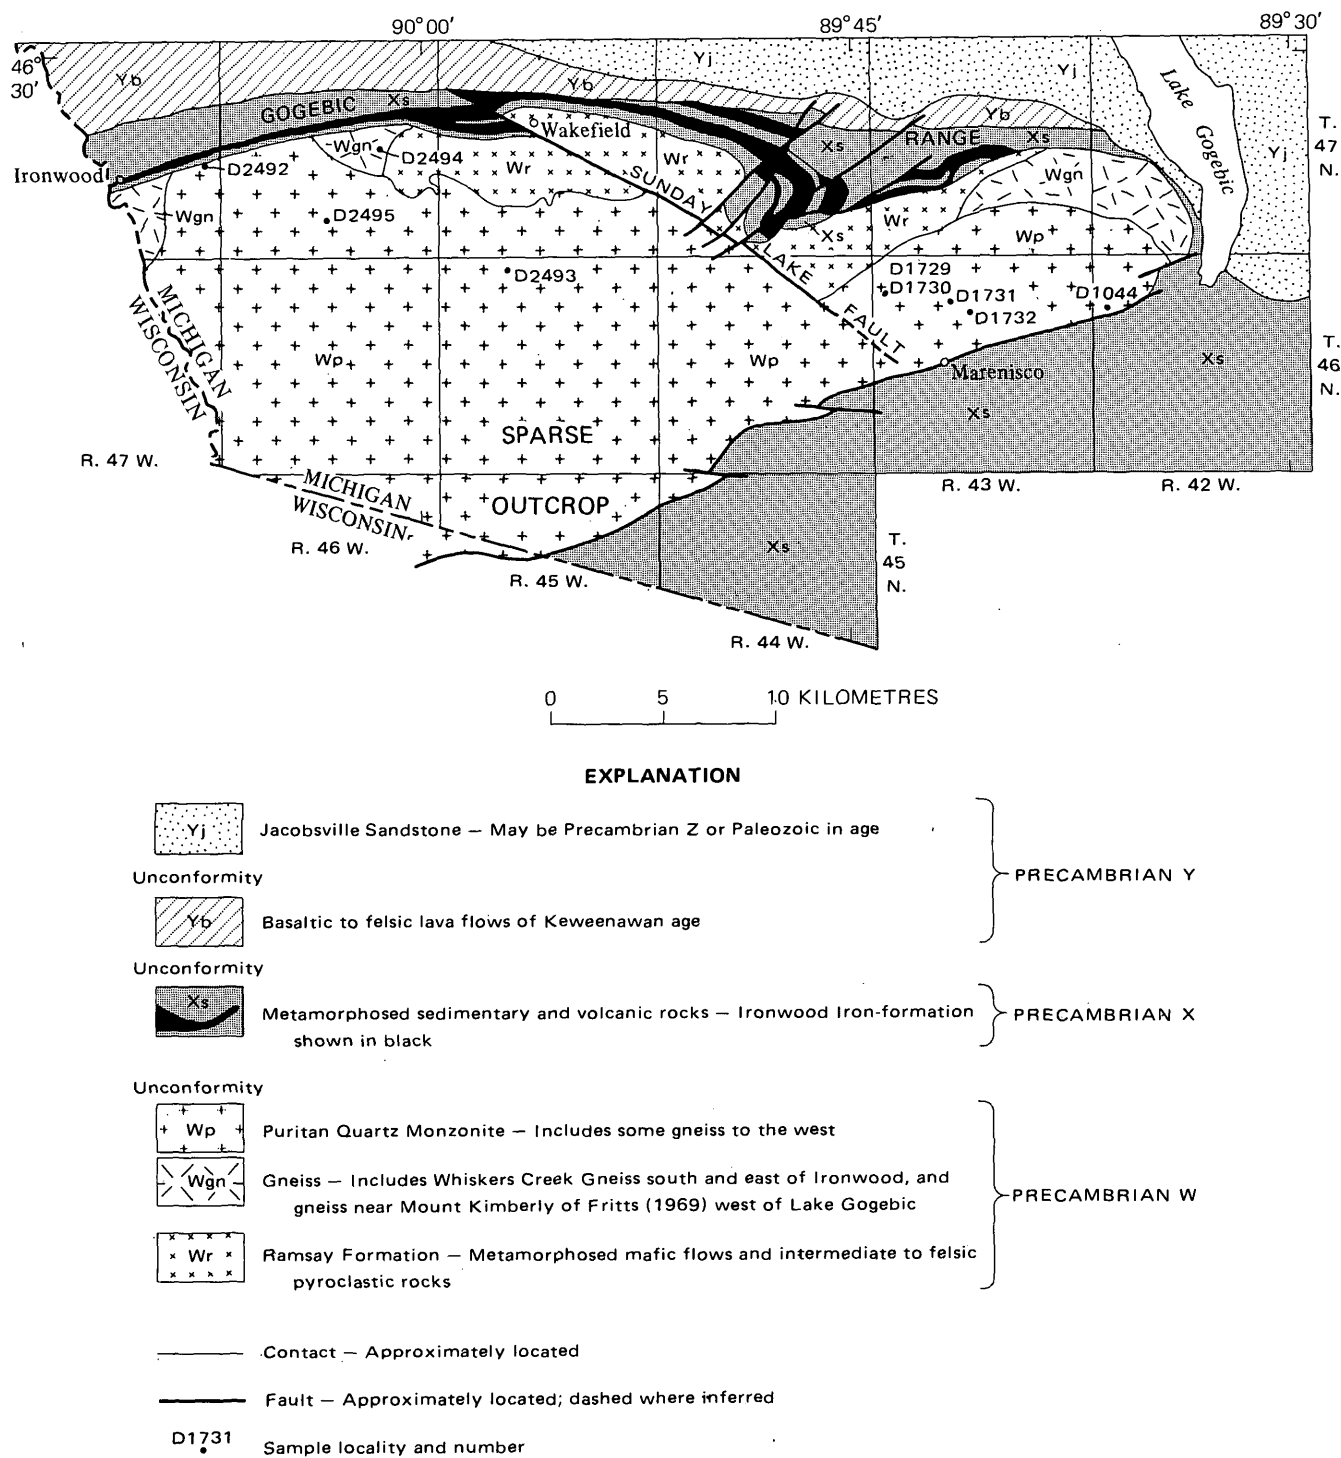 90°00′
89°45′
89°30′
46°
30′
Yb
Yj
Yj
Lake
Gogebic
Yb
Yb
GOGEBIC
Xs
Wakefield
RANGE
Xs
Xs
T.
47
N.
Yj
Wgn
D2494
Wr
Wr
Wgn
Ironwood
D2492
SUNDAY
Wgn
D2495
Wr
Xs
Wp
LAKE
D2493
D1729
D1730
D1731
D1732
D1044
FAULT
MICHIGAN
WISCONSIN
Wp
Wp
Xs
T.
46
N.
Marenisco
Xs
SPARSE
R. 47 W.
MICHIGAN
WISCONSIN
OUTCROP
R. 43 W.
R. 42 W.
R. 46 W.
Xs
T.
45
N.
R. 45 W.
R. 44 W.
0 5 10 KILOMETRES
EXPLANATION
Yj Jacobsville Sandstone — May be Precambrian Z or Paleozoic in age
Unconformity
PRECAMBRIAN Y
Yb Basaltic to felsic lava flows of Keweenawan age
Unconformity
Xs Metamorphosed sedimentary and volcanic rocks — Ironwood Iron-formation
shown in black
PRECAMBRIAN X
Unconformity
Wp Puritan Quartz Monzonite — Includes some gneiss to the west
Wgn Gneiss — Includes Whiskers Creek Gneiss south and east of Ironwood, and
gneiss near Mount Kimberly of Fritts (1969) west of Lake Gogebic
PRECAMBRIAN W
Wr Ramsay Formation — Metamorphosed mafic flows and intermediate to felsic
pyroclastic rocks
Contact — Approximately located
Fault — Approximately located; dashed where inferred
D1731
Sample locality and number